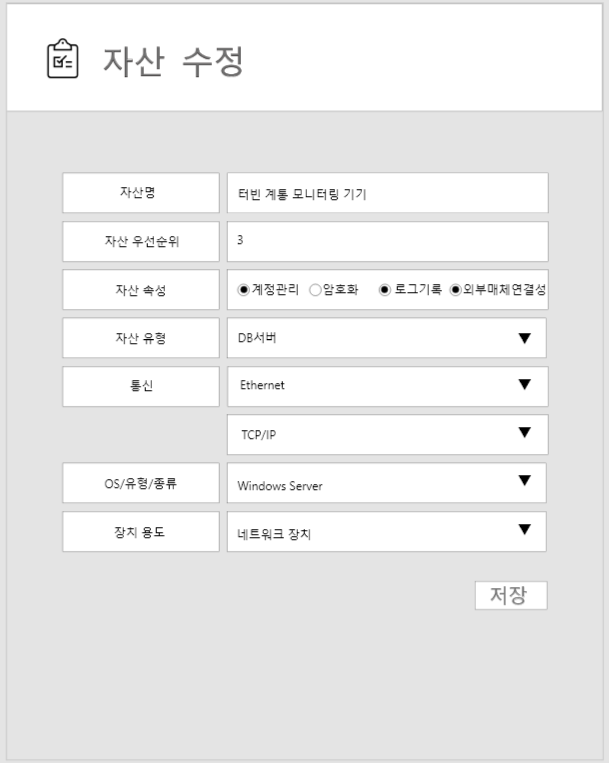 자산 수정
자산명 터빈 계통 모니터링 기기
자산 우선순위 3
자산 속성 계정관리 암호화 로그기록 외부매체연결성
자산 유형 DB서버
통신 Ethernet
TCP/IP
OS/유형/종류 Windows Server
장치 용도 네트워크 장치
저장